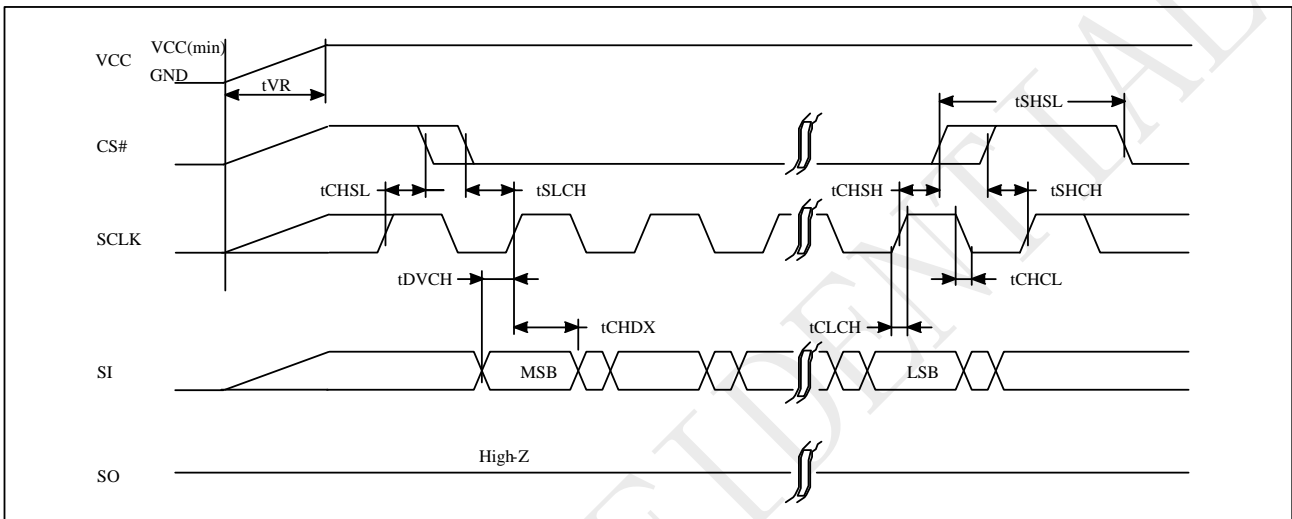 VCC(min)
VCC
GND
tVR
tSHSL
CS#
tCHSL
tSLCH
tCHSH
tSHCH
SCLK
tDVCH
tCHCL
tCHDX
tCLCH
SI
MSB
LSB
High-Z
SO